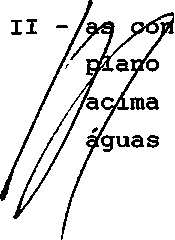 II - as con
plano
acima
águas